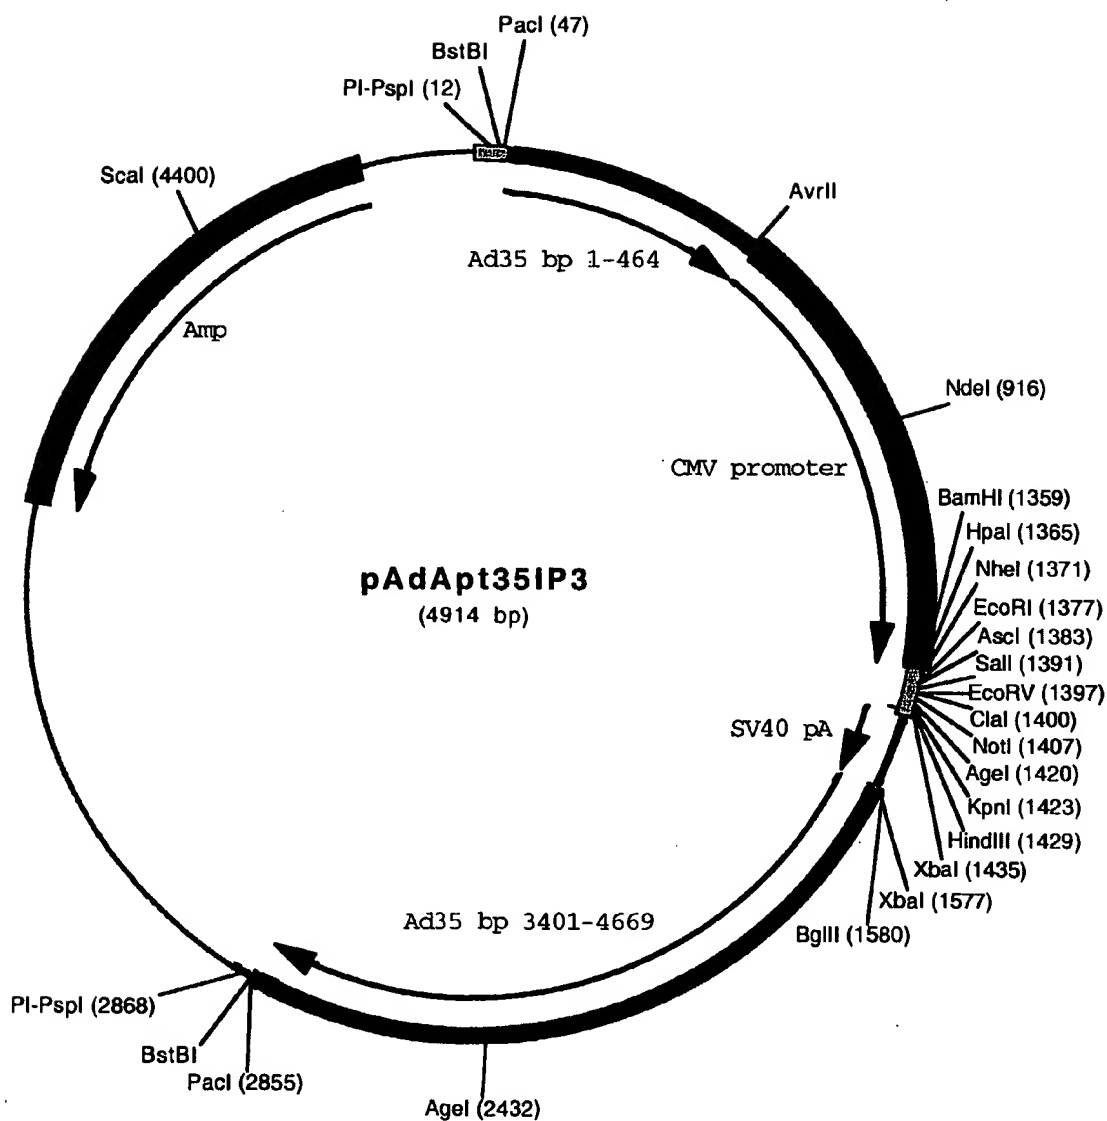 PacI (47)
BstBI
PI-PspI (12)
ScaI (4400)
AvrII
Ad35 bp 1-464
Amp
NdeI (916)
CMV promoter
BamHI (1359)
HpaI (1365)
NheI (1371)
pAdApt35IP3
(4914 bp)
EcoRI (1377)
AscI (1383)
SalI (1391)
EcoRV (1397)
ClaI (1400)
SV40 pA
NotI (1407)
AgeI (1420)
KpnI (1423)
HindIII (1429)
XbaI (1435)
XbaI (1577)
Ad35 bp 3401-4669
BglII (1580)
PI-PspI (2868)
BstBI
PacI (2855)
AgeI (2432)